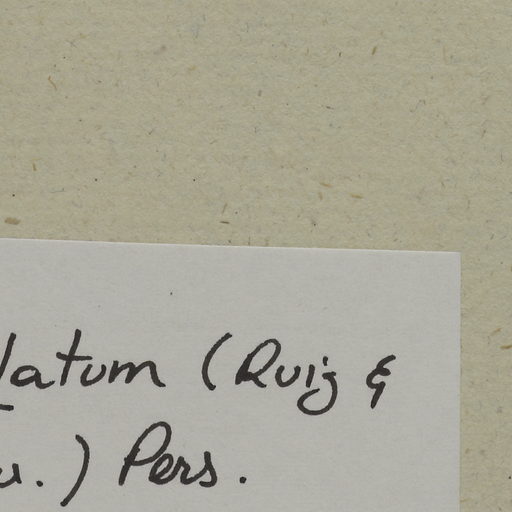 latum (Ruiz &
.) Pers.